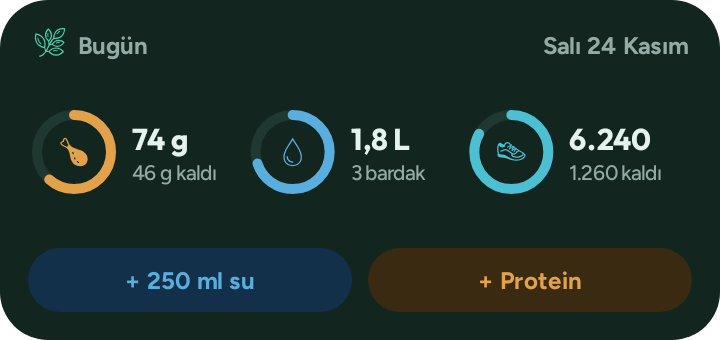 Bugün
Salı 24 Kasım
74 g
46 g kaldı
1,8 L
3 bardak
6.240
1.260 kaldı
+ 250 ml su
+ Protein